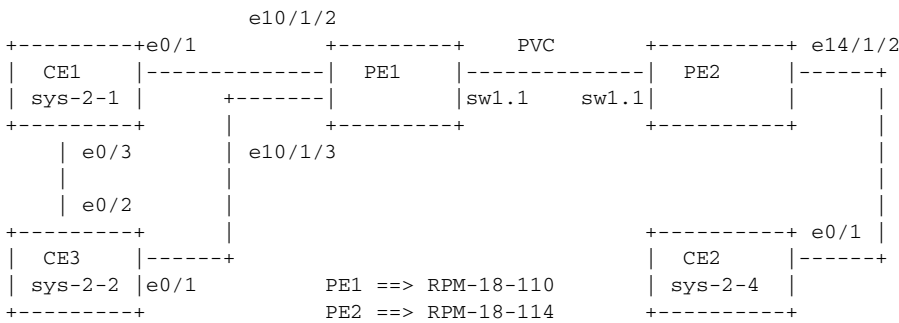 e10/1/2
e0/1 PVC e14/1/2
CE1 PE1 PE2
sys-2-1 sw1.1 sw1.1
e0/3 e10/1/3
e0/2
e0/1
CE3 CE2
sys-2-2 e0/1 PE1 ==> RPM-18-110 sys-2-4
PE2 ==> RPM-18-114